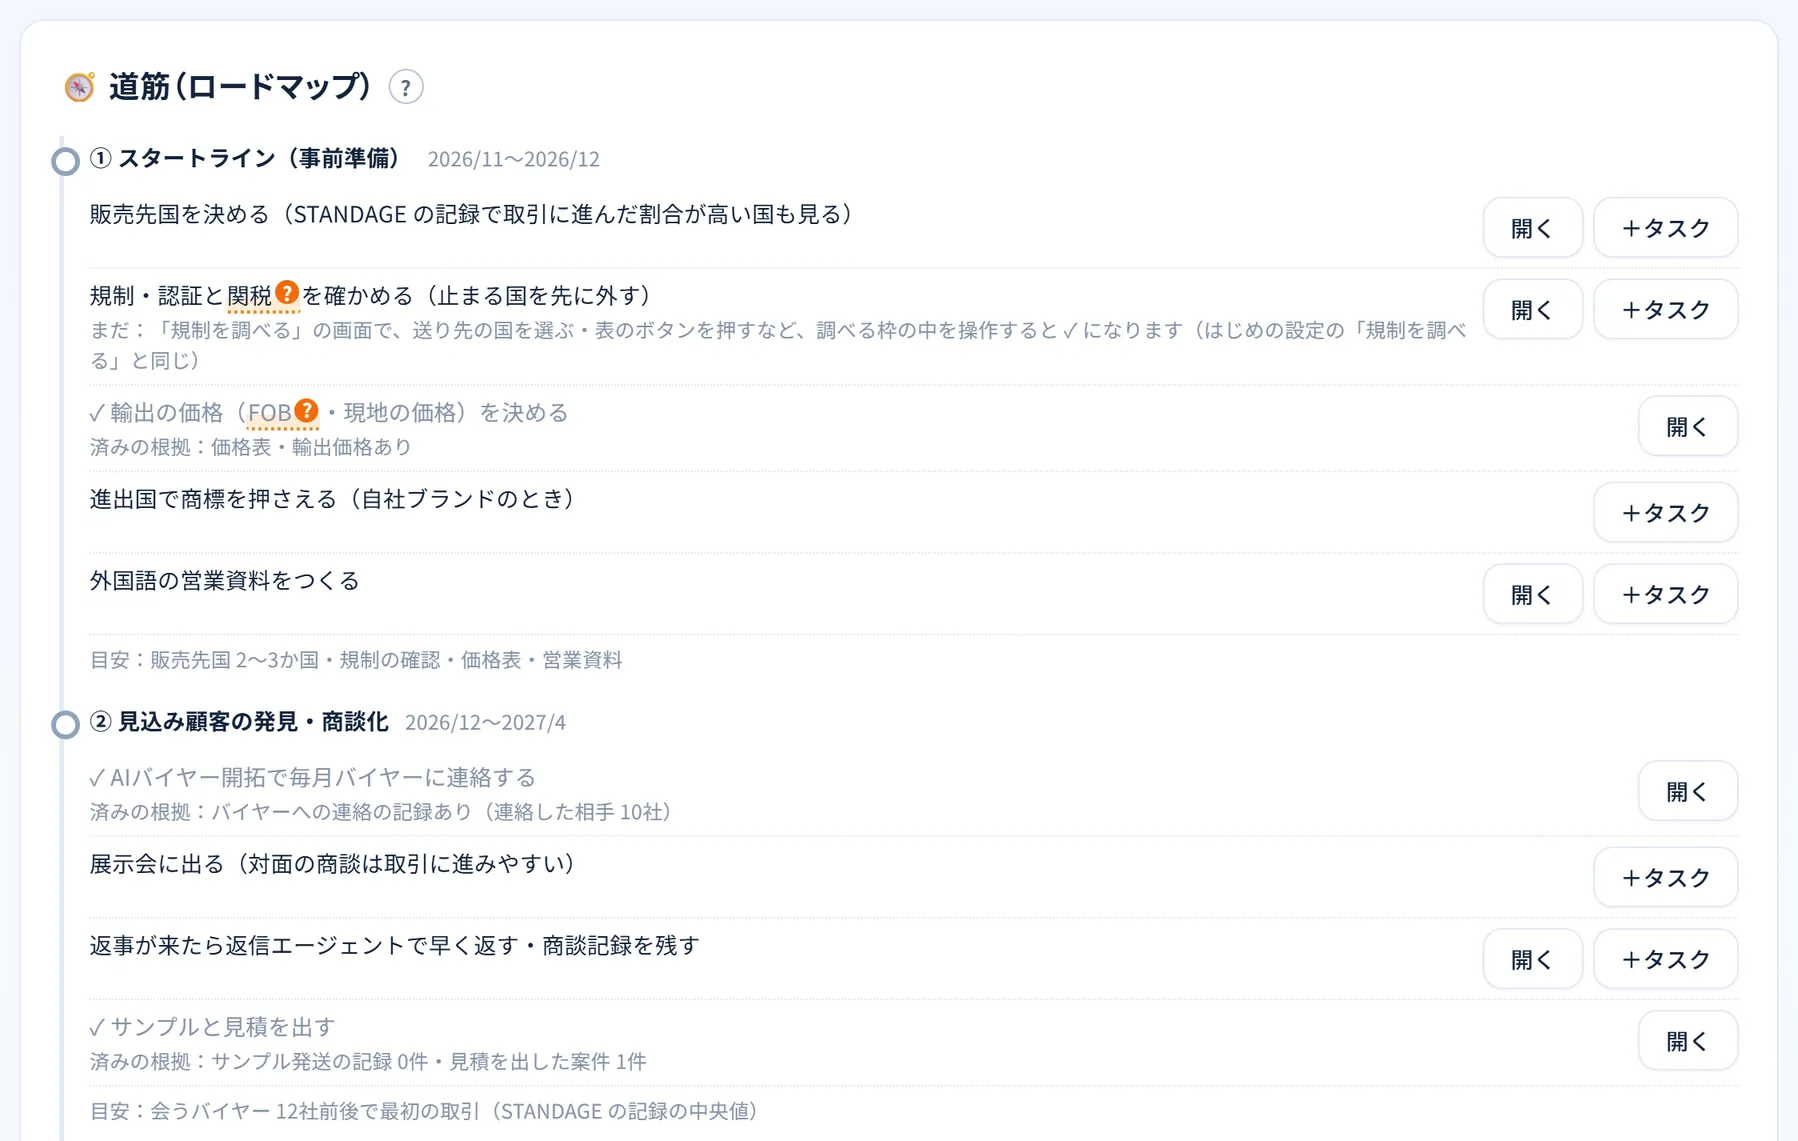 道筋（ロードマップ） ?
① スタートライン（事前準備） 2026/11～2026/12
販売先国を決める（STANDAGE の記録で取引に進んだ割合が高い国も見る） 開く ＋タスク
規制・認証と関税?を確かめる（止まる国を先に外す） 開く ＋タスク
まだ：「規制を調べる」の画面で、送り先の国を選ぶ・表のボタンを押すなど、調べる枠の中を操作すると✓になります（はじめの設定の「規制を調べ
る」と同じ）
✓ 輸出の価格（FOB?・現地の価格）を決める 開く
済みの根拠：価格表・輸出価格あり
進出国で商標を押さえる（自社ブランドのとき） ＋タスク
外国語の営業資料をつくる 開く ＋タスク
目安：販売先国 2～3か国・規制の確認・価格表・営業資料
② 見込み顧客の発見・商談化 2026/12～2027/4
✓ AIバイヤー開拓で毎月バイヤーに連絡する 開く
済みの根拠：バイヤーへの連絡の記録あり（連絡した相手 10社）
展示会に出る（対面の商談は取引に進みやすい） ＋タスク
返事が来たら返信エージェントで早く返す・商談記録を残す 開く ＋タスク
✓ サンプルと見積を出す 開く
済みの根拠：サンプル発送の記録 0件・見積を出した案件 1件
目安：会うバイヤー 12社前後で最初の取引（STANDAGE の記録の中央値）